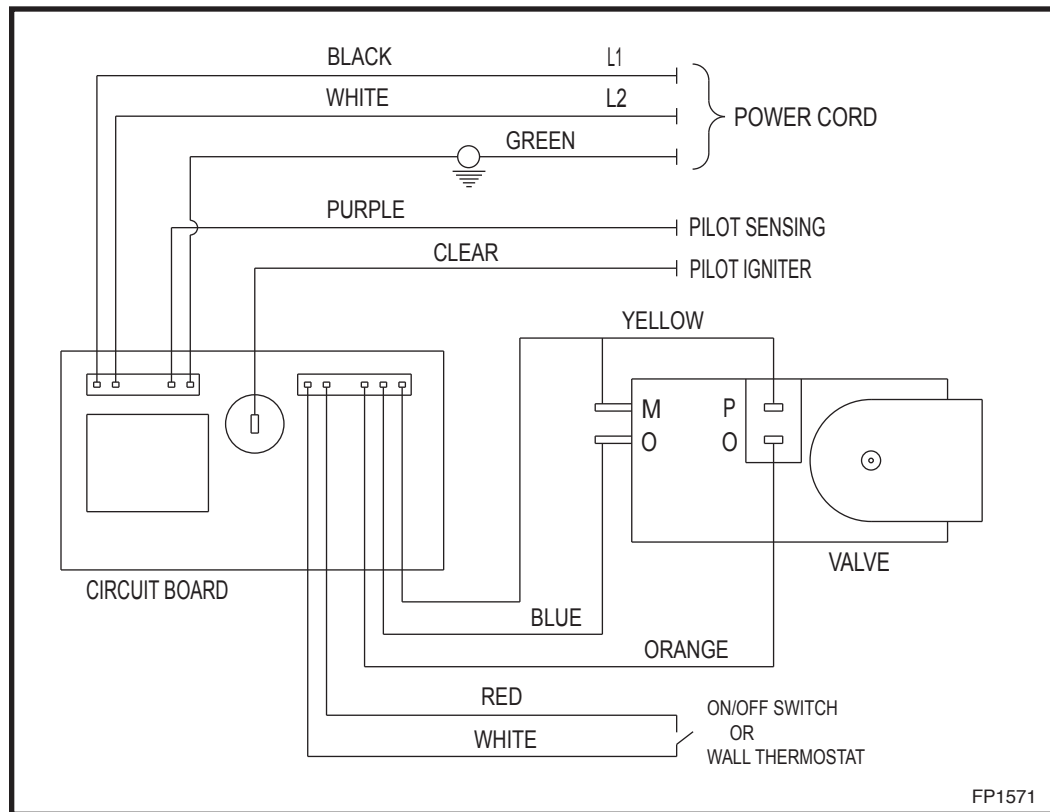 BLACK
L1
WHITE
L2
POWER CORD
GREEN
PURPLE
PILOT SENSING
CLEAR
PILOT IGNITER
YELLOW
M
P
O
O
VALVE
CIRCUIT BOARD
BLUE
ORANGE
RED
ON/OFF SWITCH
OR
WALL THERMOSTAT
WHITE
FP1571